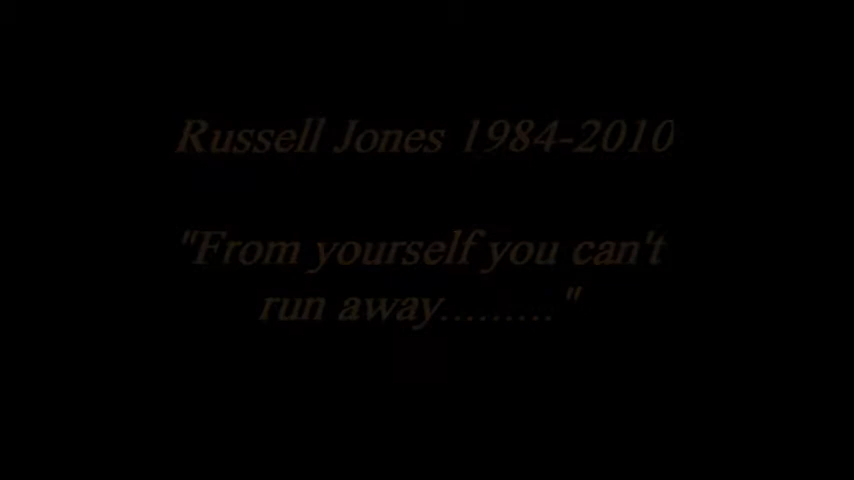 Russell Jones 1984-2010
"From yourself you can't
run away........."